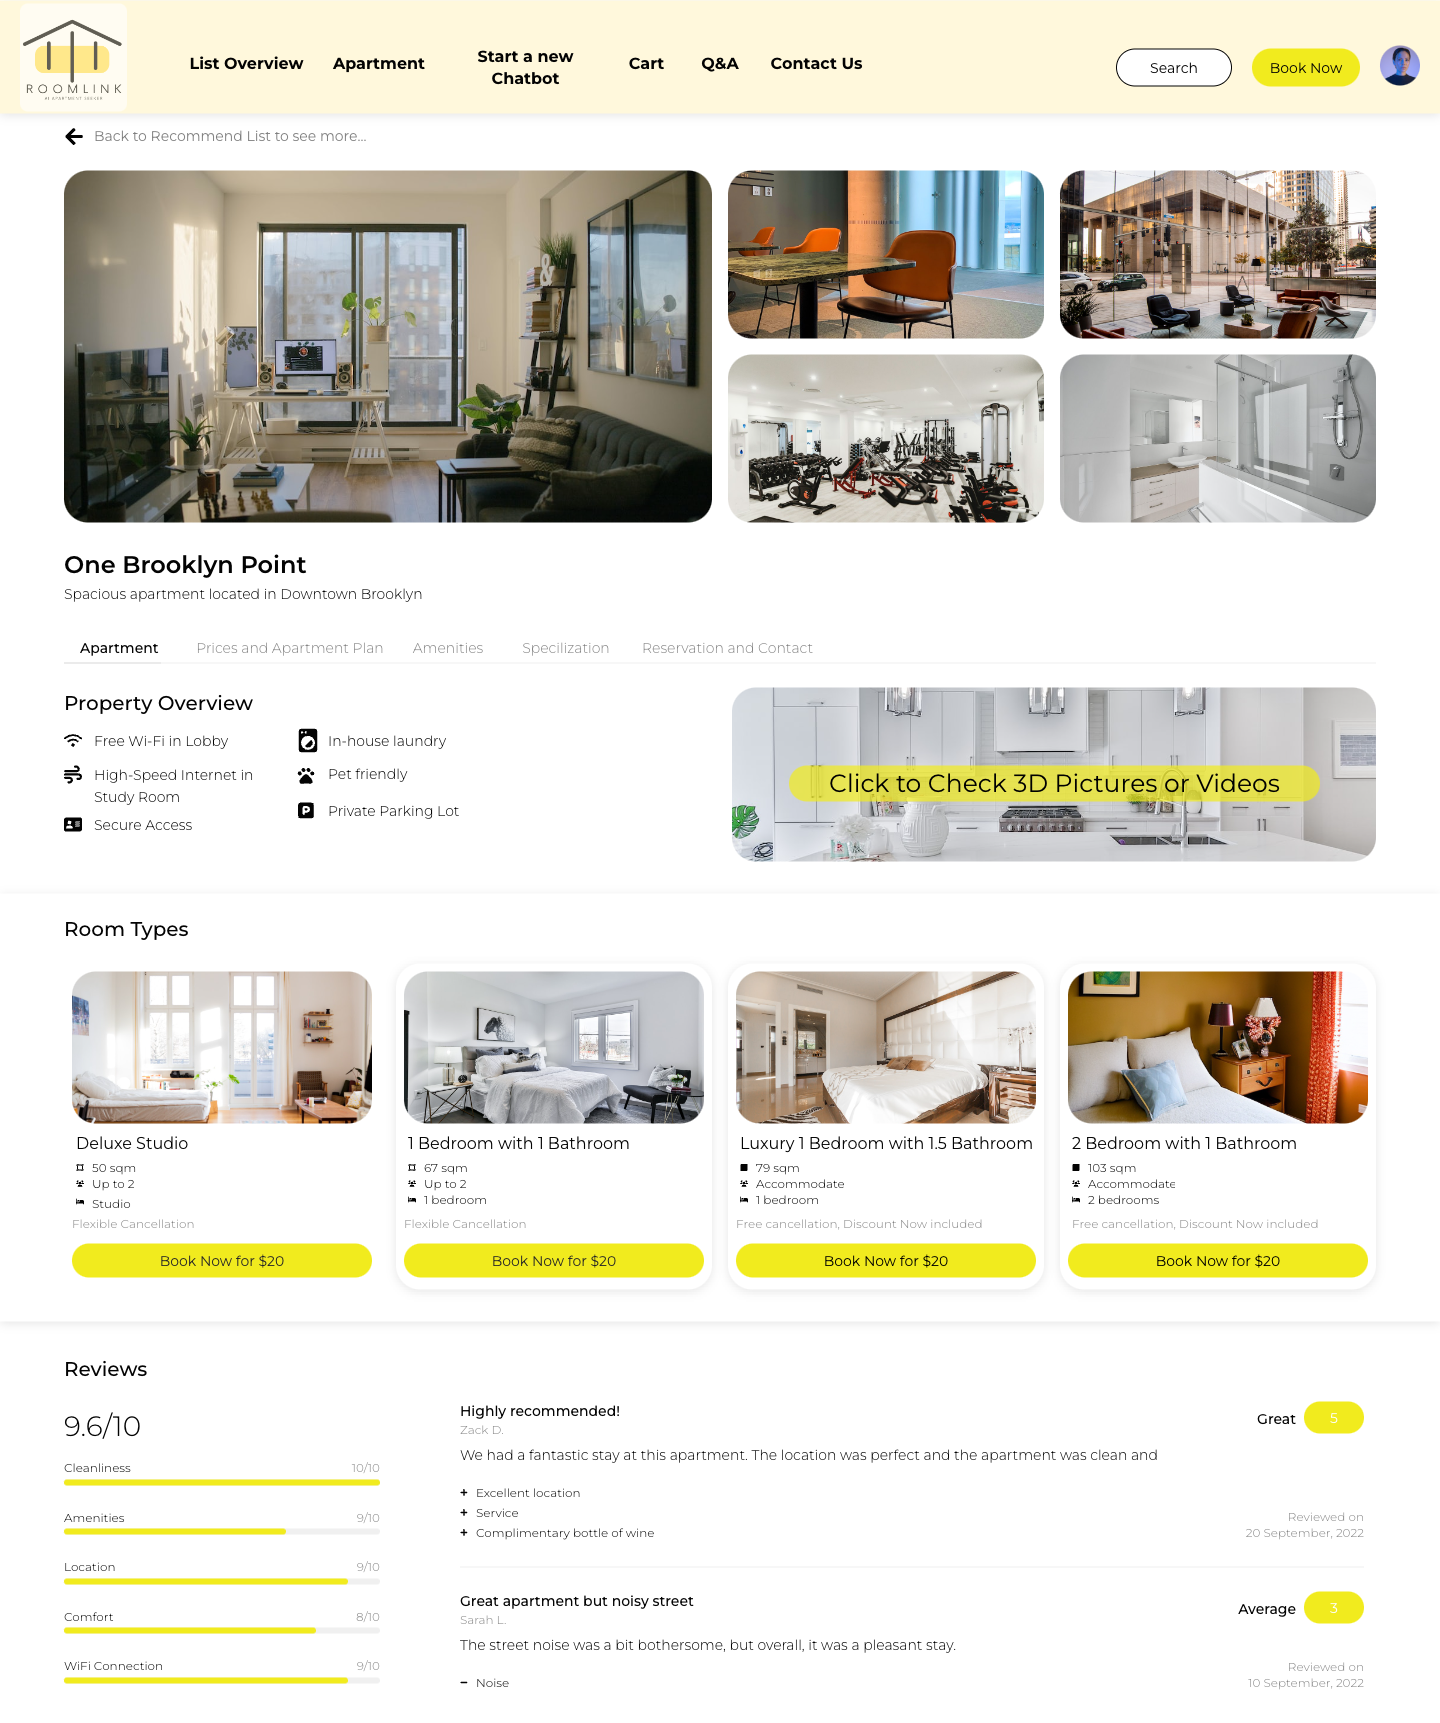 ROOMLINK
AI APARTMENT SEEKER
List Overview
Apartment
Start a new
Chatbot
Cart
Q&A
Contact Us
Search
Book Now
Back to Recommend List to see more...
One Brooklyn Point
Spacious apartment located in Downtown Brooklyn
Apartment
Prices and Apartment Plan
Amenities
Specilization
Reservation and Contact
Property Overview
Free Wi-Fi in Lobby
In-house laundry
High-Speed Internet in
Study Room
Pet friendly
Secure Access
Private Parking Lot
Click to Check 3D Pictures or Videos
Room Types
Deluxe Studio
50 sqm
Up to 2
Studio
Flexible Cancellation
Book Now for $20
1 Bedroom with 1 Bathroom
67 sqm
Up to 2
1 bedroom
Flexible Cancellation
Book Now for $20
Luxury 1 Bedroom with 1.5 Bathroom
79 sqm
Accommodate
1 bedroom
Free cancellation, Discount Now included
Book Now for $20
2 Bedroom with 1 Bathroom
103 sqm
Accommodate
2 bedrooms
Free cancellation, Discount Now included
Book Now for $20
Reviews
9.6/10
Cleanliness 10/10
Amenities 9/10
Location 9/10
Comfort 8/10
WiFi Connection 9/10
Highly recommended!
Zack D.
Great 5
We had a fantastic stay at this apartment. The location was perfect and the apartment was clean and
+ Excellent location
+ Service
+ Complimentary bottle of wine
Reviewed on
20 September, 2022
Great apartment but noisy street
Sarah L.
Average 3
The street noise was a bit bothersome, but overall, it was a pleasant stay.
− Noise
Reviewed on
10 September, 2022